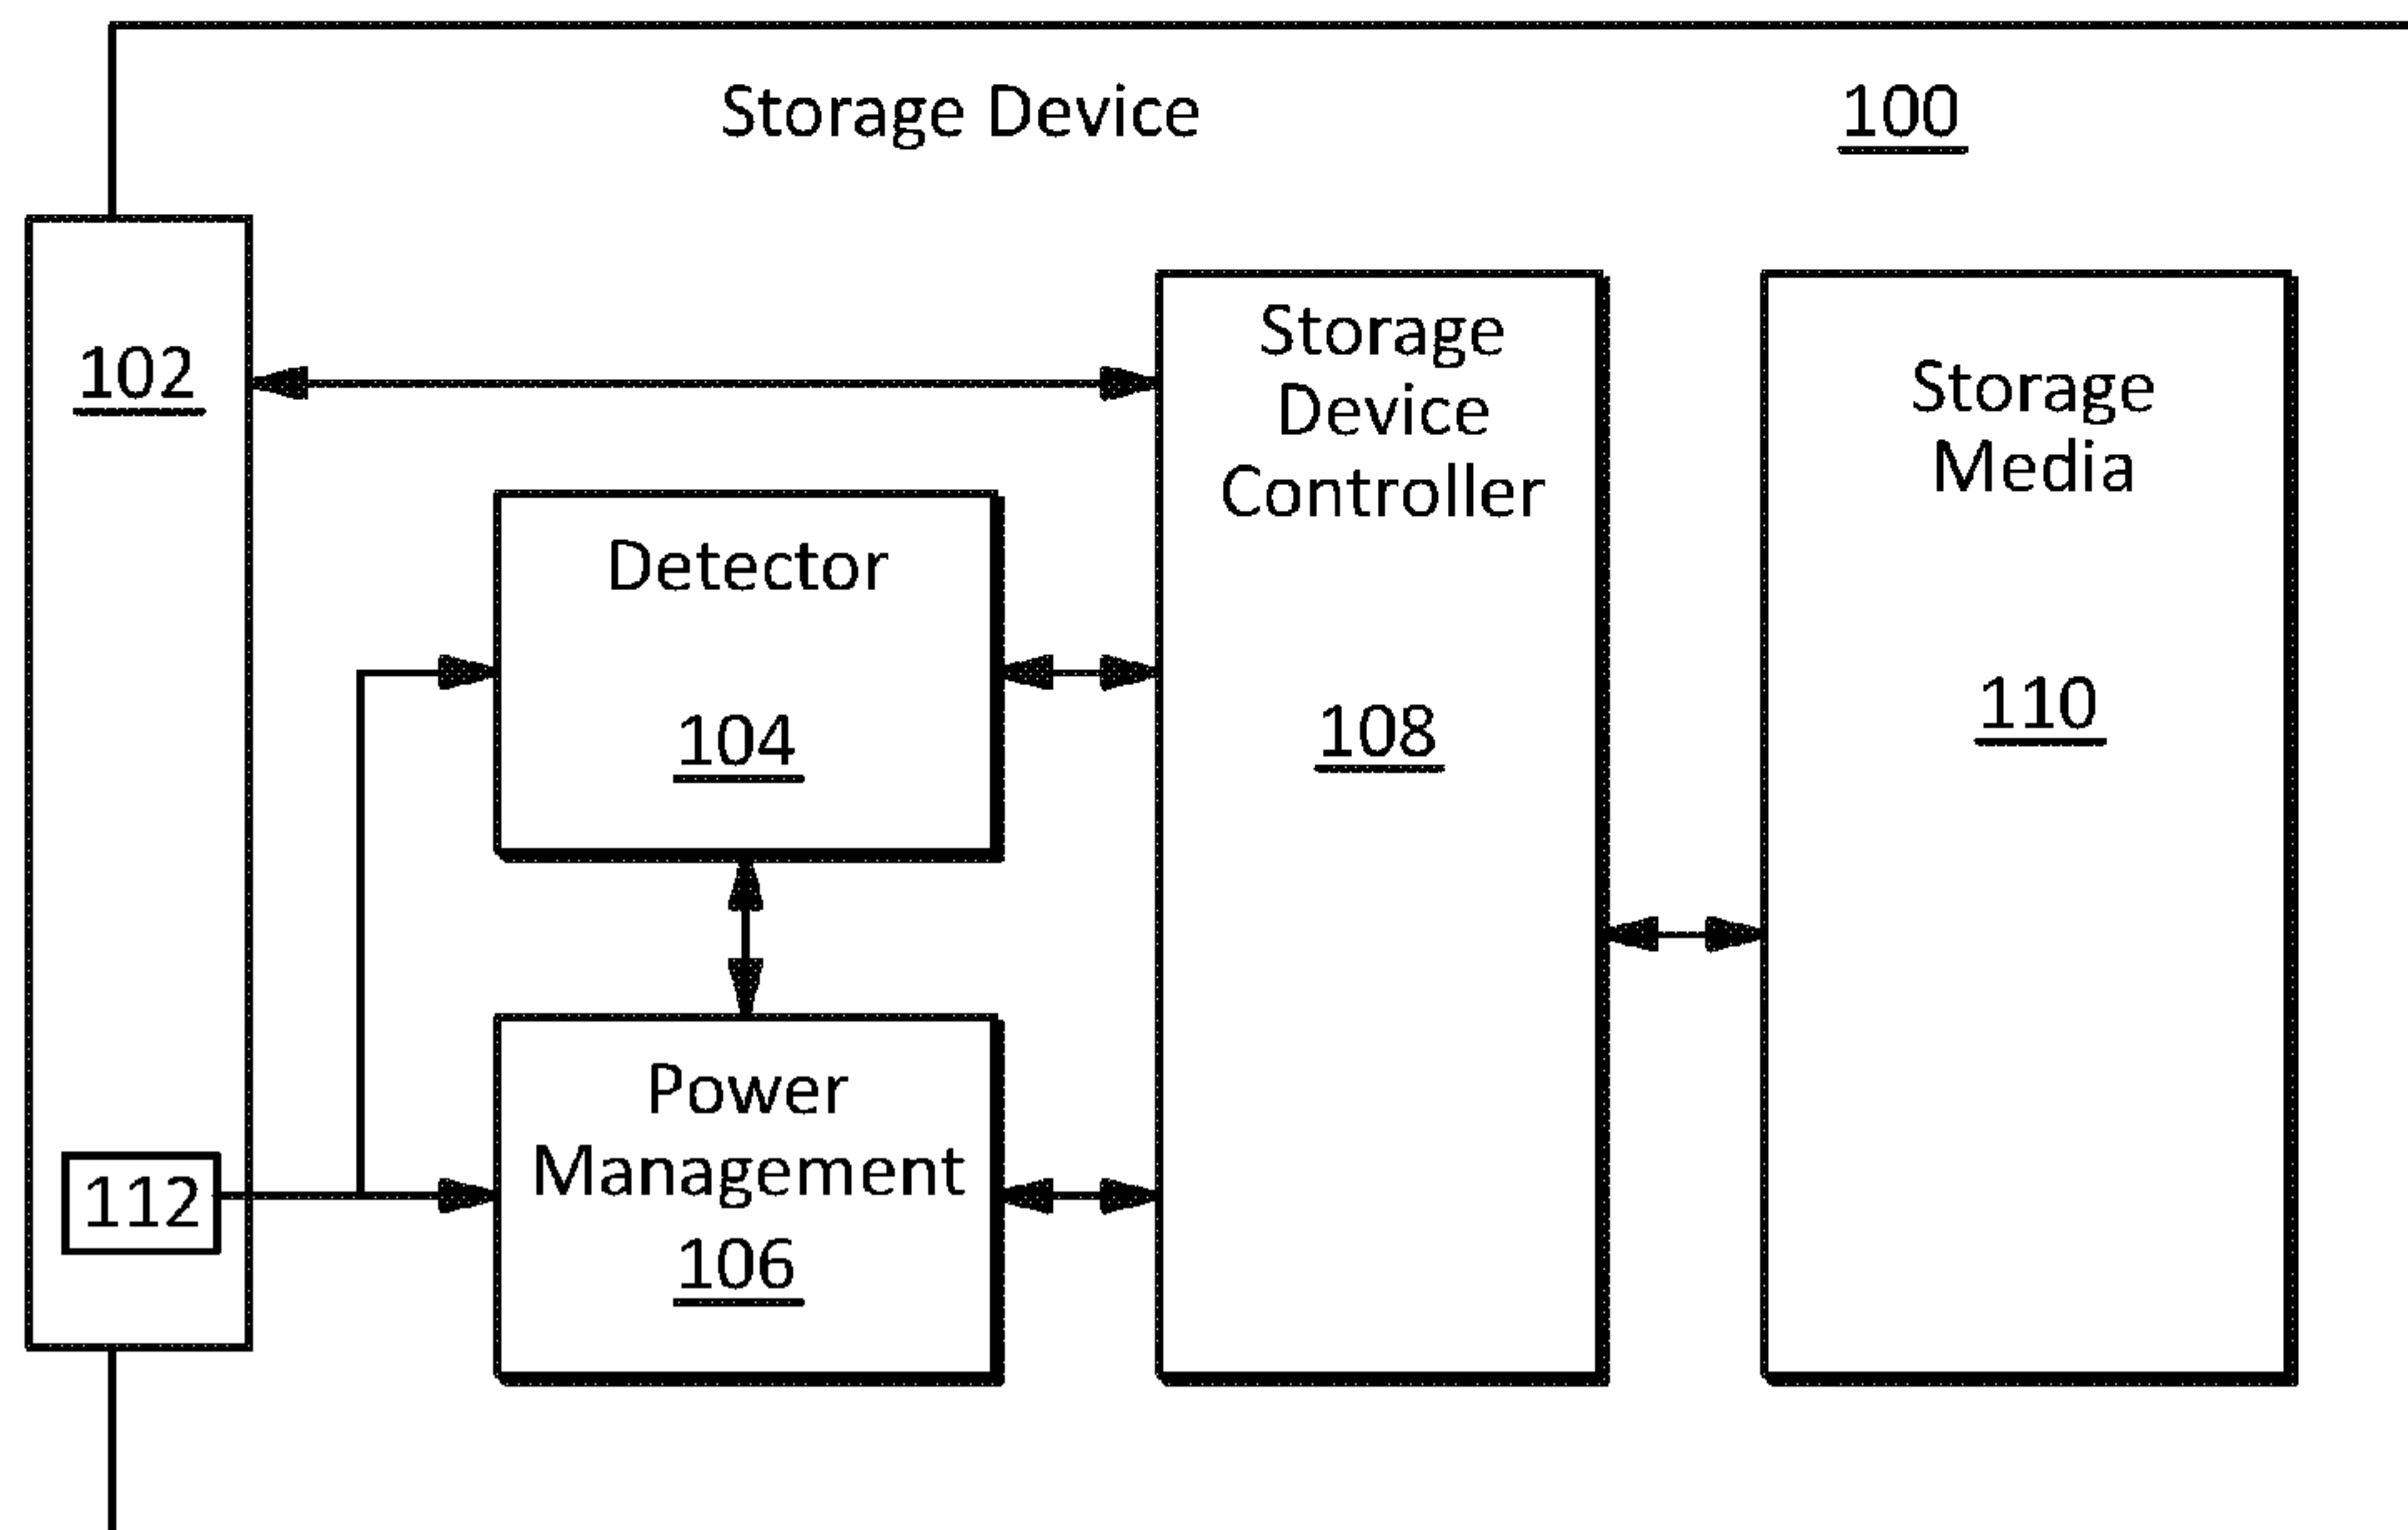 Storage Device
100
102
Storage
Device
Controller
108
Storage
Media
110
Detector
104
Power
Management
106
112